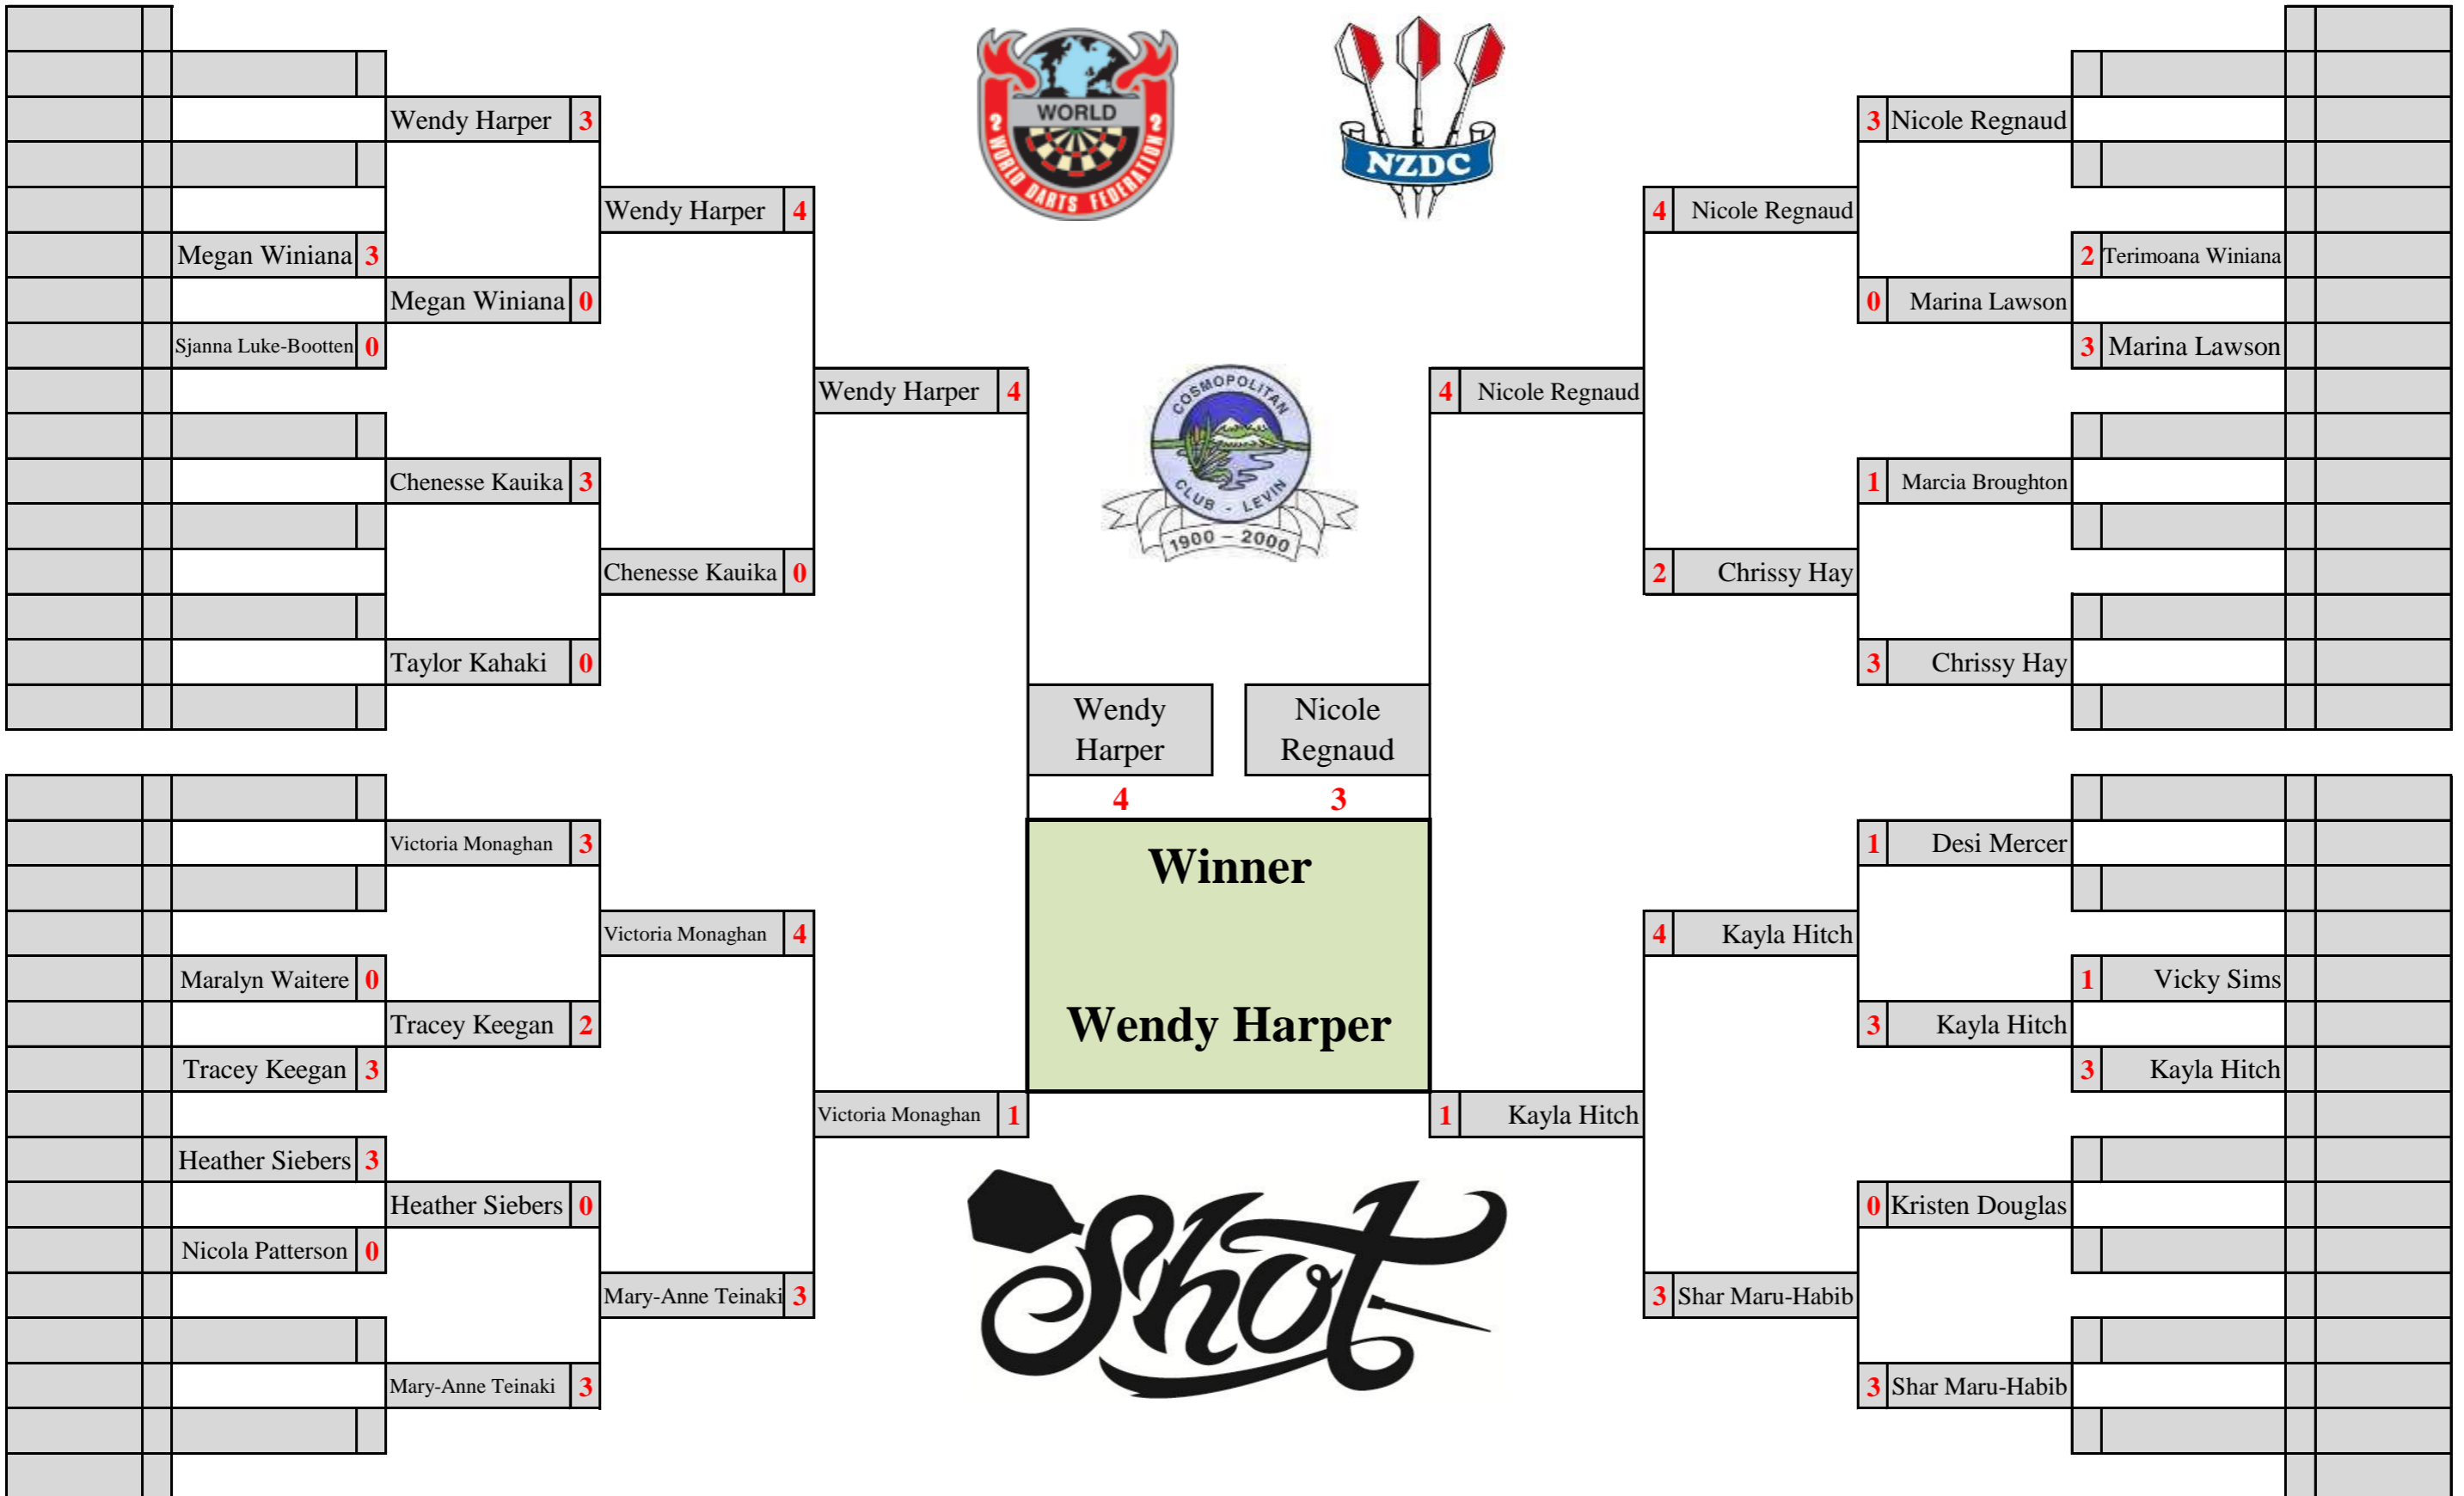 WORLD
2 WORLD DARTS FEDERATION 2
NZDC
Wendy Harper 3
3 Nicole Regnaud
Wendy Harper 4
4 Nicole Regnaud
Megan Winiana 3
2 Terimoana Winiana
Megan Winiana 0
0 Marina Lawson
Sjanna Luke-Bootten 0
3 Marina Lawson
Wendy Harper 4
COSMOPOLITAN
CLUB - LEVIN
1900 – 2000
4 Nicole Regnaud
Chenesse Kauika 3
1 Marcia Broughton
Chenesse Kauika 0
2 Chrissy Hay
Taylor Kahaki 0
3 Chrissy Hay
Wendy
Harper
Nicole
Regnaud
4 3
Winner
Wendy Harper
Victoria Monaghan 3
1 Desi Mercer
Victoria Monaghan 4
4 Kayla Hitch
Maralyn Waitere 0
1 Vicky Sims
Tracey Keegan 2
3 Kayla Hitch
Tracey Keegan 3
3 Kayla Hitch
Victoria Monaghan 1
1 Kayla Hitch
Heather Siebers 3
Heather Siebers 0
0 Kristen Douglas
Nicola Patterson 0
Mary-Anne Teinaki 3
3 Shar Maru-Habib
Mary-Anne Teinaki 3
3 Shar Maru-Habib
Shot